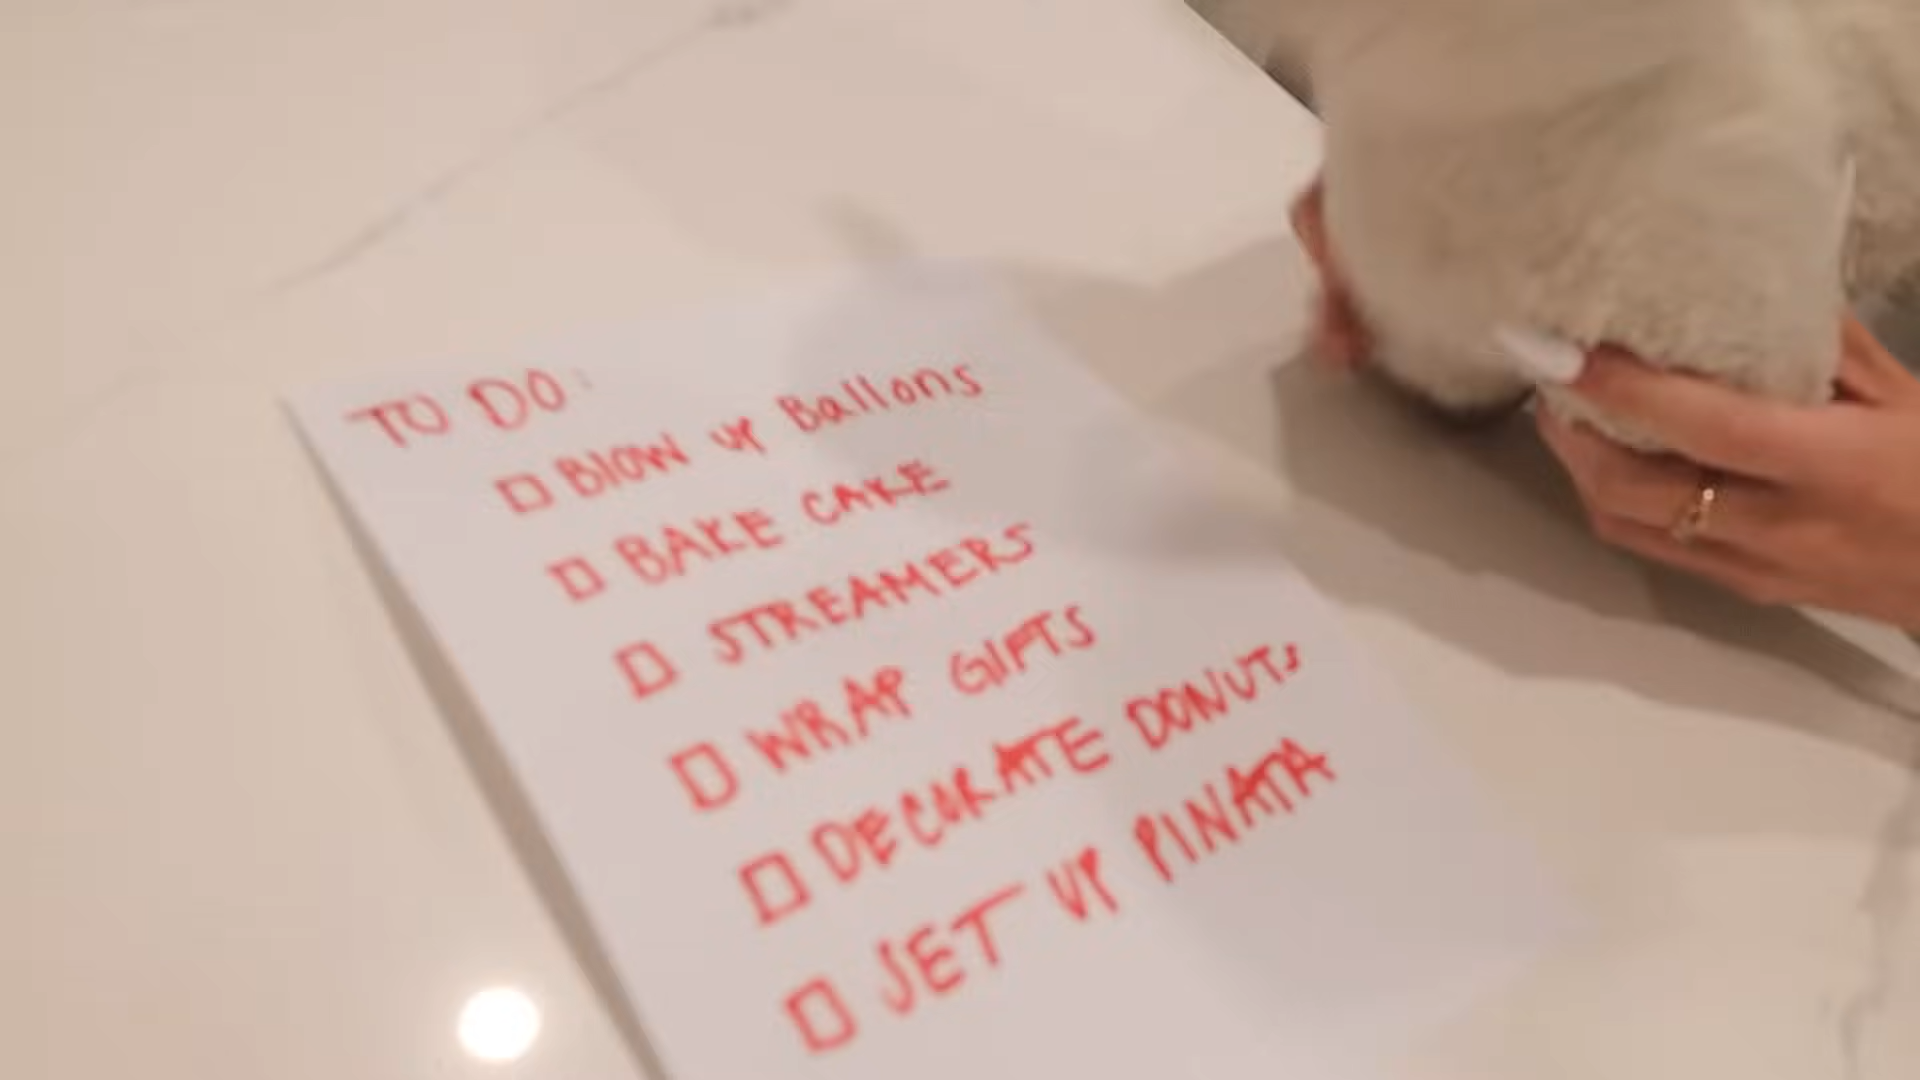 TO DO:
BLOW UP Ballons
BAKE CAKE
STREAMERS
WRAP GIFTS
DECORATE DONUTS
SET UP PINATA